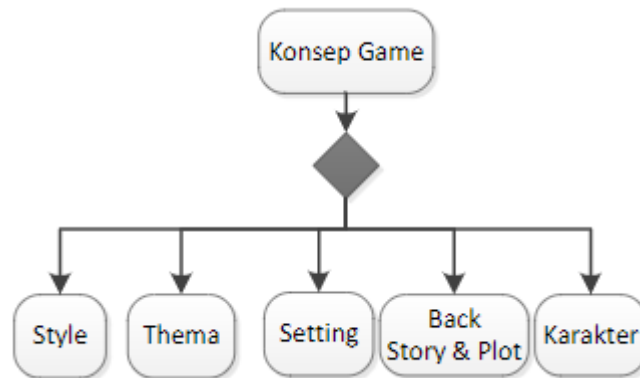 Konsep Game
Style
Thema
Setting
Back
Story & Plot
Karakter